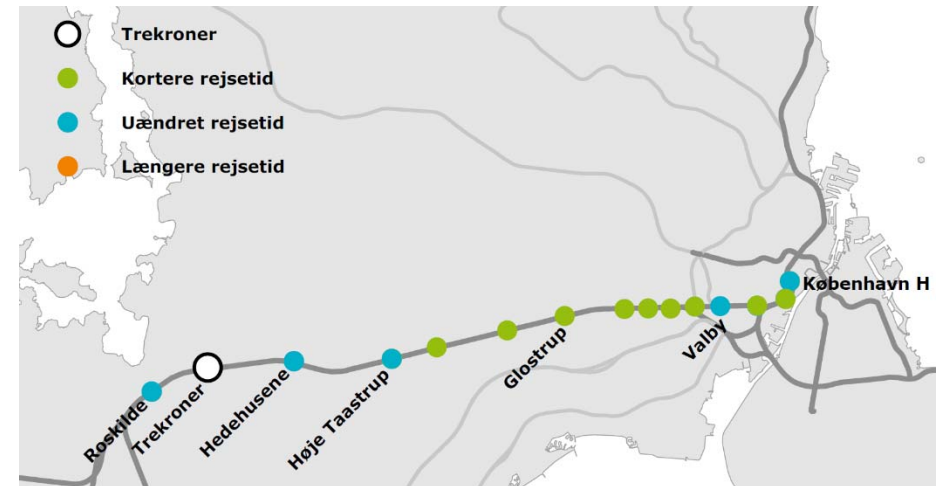 Trekroner
Kortere rejsetid
Uændret rejsetid
Længere rejsetid
København H
Valby
Glostrup
Høje Taastrup
Hedehusene
Trekroner
Roskilde